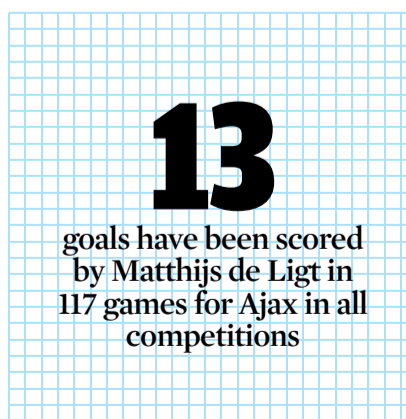 13
goals have been scored
by Matthijs de Ligt in
117 games for Ajax in all
competitions